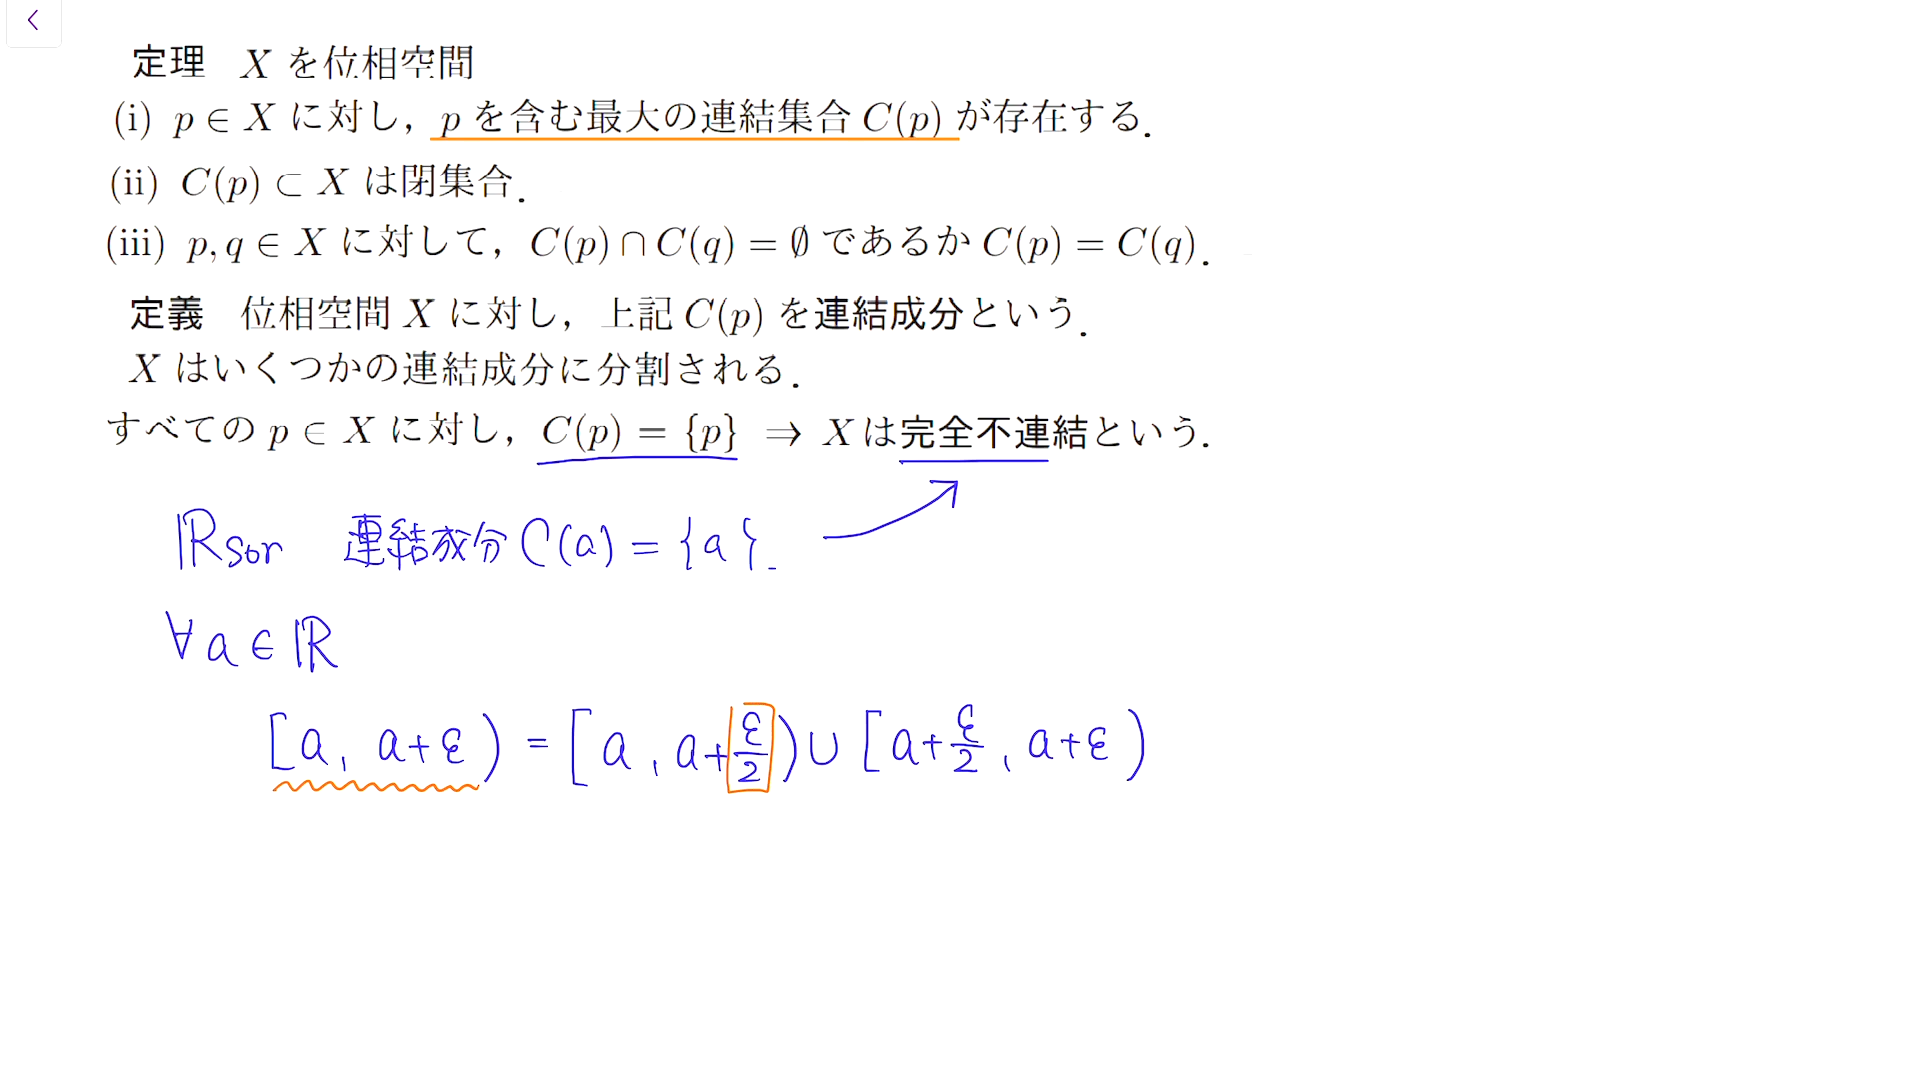 定理 X を位相空間
(i) p ∈ X に対し，p を含む最大の連結集合 C(p) が存在する.
(ii) C(p) ⊂ X は閉集合.
(iii) p, q ∈ X に対して，C(p) ∩ C(q) = ∅ であるか C(p) = C(q).
定義 位相空間 X に対し，上記 C(p) を連結成分という.
X はいくつかの連結成分に分割される.
すべての p ∈ X に対し，C(p) = {p} ⇒ X は完全不連結という.
ℝsor 連結成分 C(a) = {a}.
∀a ∈ ℝ
[a, a+ε) = [a, a+ε/2) ∪ [a+ε/2, a+ε)